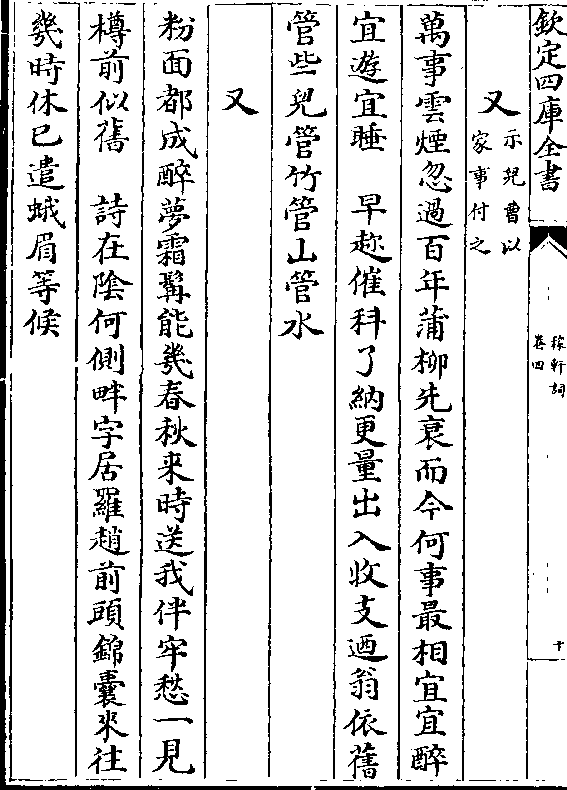 欽定四庫全書
稼軒詞
卷四
十
又
示兒曹以
家事付之
萬事雲煙忽過百年蒲柳先衰而今何事最相宜宜醉
宜遊宜睡　早趂催科了納更量出入收支迺翁依舊
管些兒管竹管山管水
又
粉面都成醉夢霜髯能幾春秋来時送我伴牢愁一見
樽前似舊　詩在陰何側畔字居羅趙前頭錦囊来往
幾時休已遣蛾眉等候